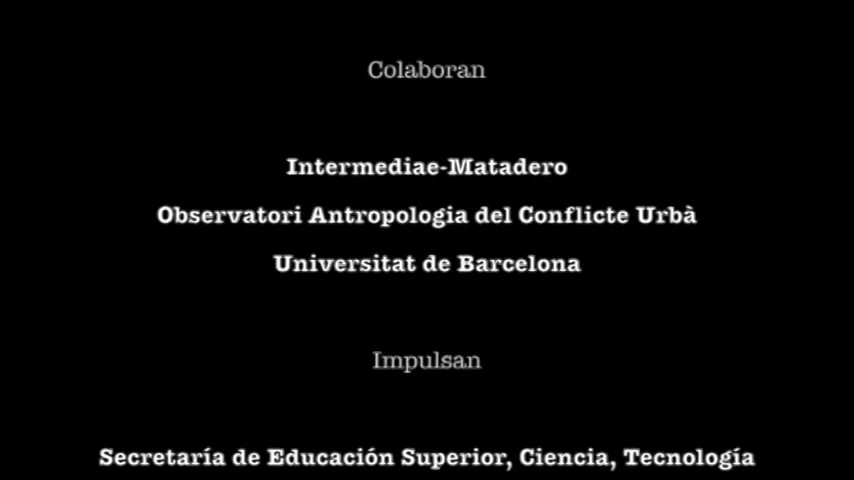 Colaboran
Intermediae-Matadero
Observatori Antropologia del Conflicte Urbà
Universitat de Barcelona
Impulsan
Secretaría de Educación Superior, Ciencia, Tecnología